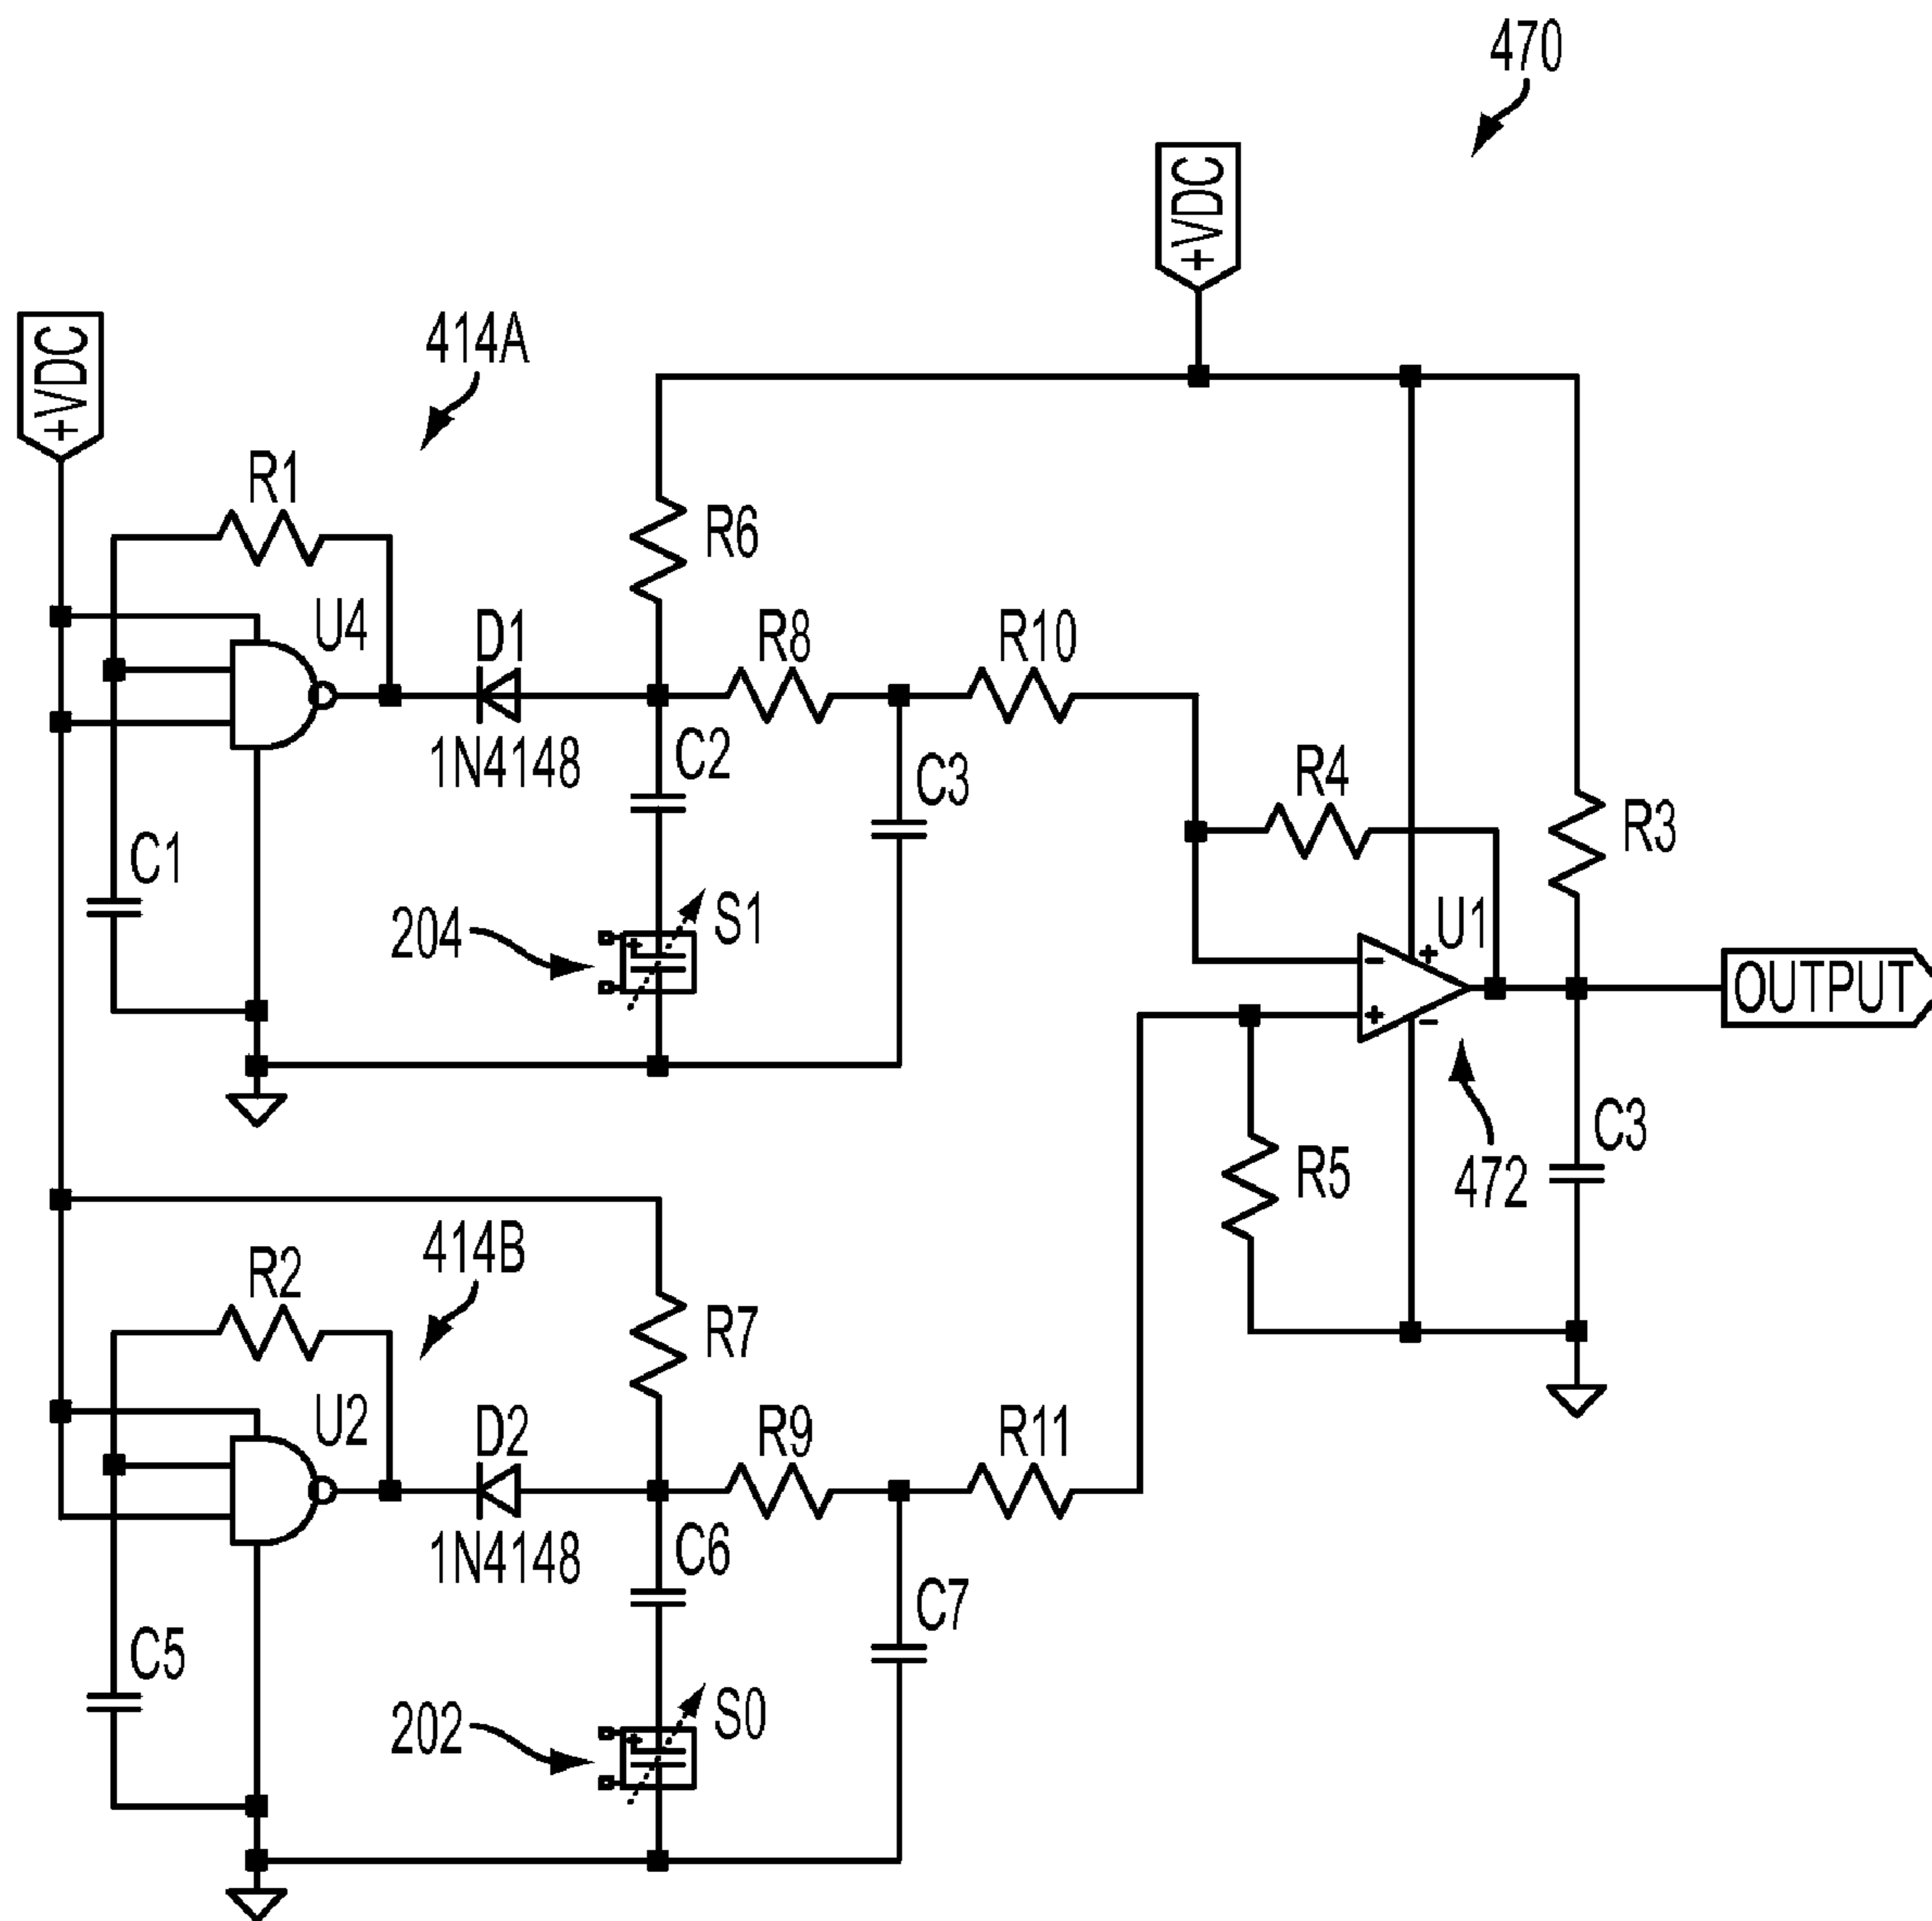 470
+VDC
+VDC
414A
R1
R6
U4
D1
R8
R10
1N4148
C2
C3
R4
R3
C1
204
+
S1
U1
+
-
+
-
OUTPUT
C3
R5
472
414B
R2
R7
U2
D2
R9
R11
1N4148
C6
C7
C5
202
+
S0